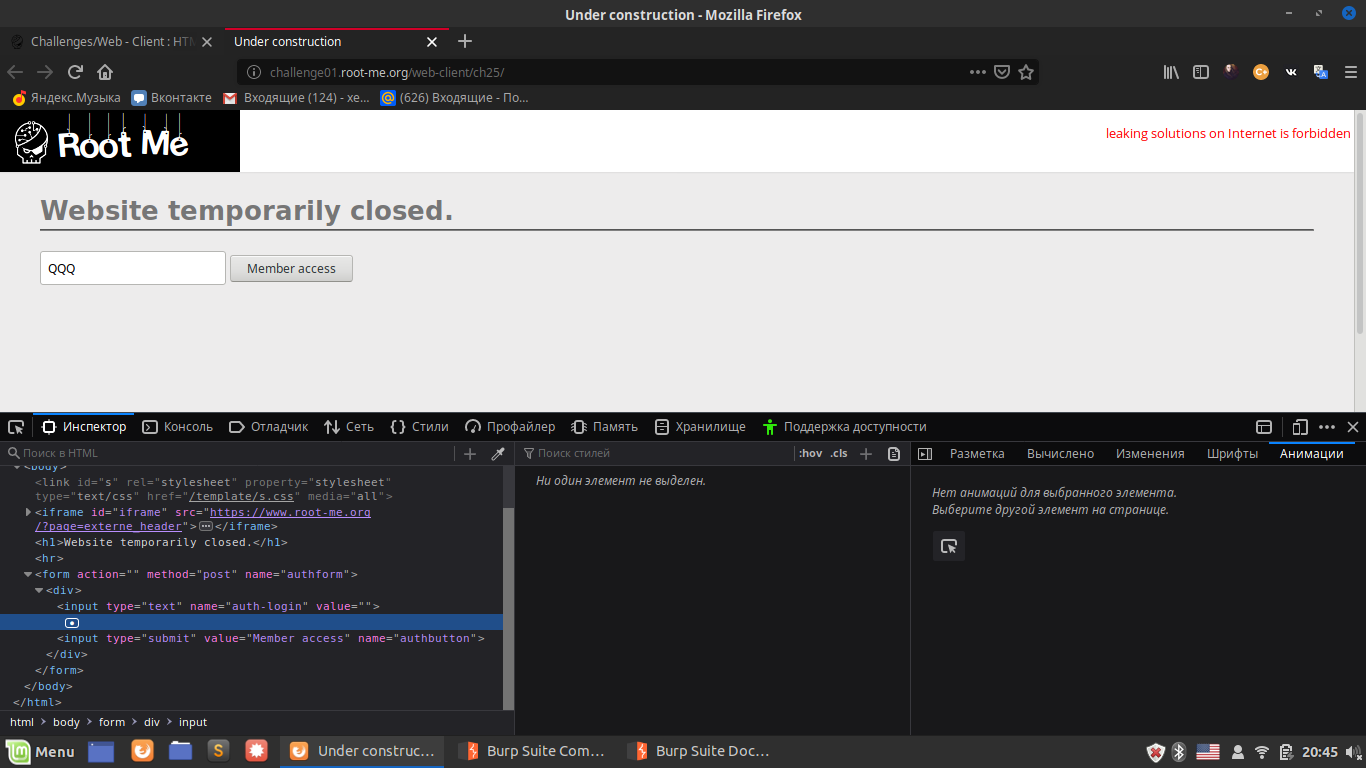 Under construction - Mozilla Firefox
Challenges/Web - Client : HTM
Under construction
challenge01.root-me.org/web-client/ch25/
Яндекс.Музыка
Вконтакте
Входящие (124) - хе...
(626) Входящие - По...
Root Me
leaking solutions on Internet is forbidden
Website temporarily closed.
QQQ
Member access
Инспектор
Консоль
Отладчик
Сеть
Стили
Профайлер
Память
Хранилище
Поддержка доступности
Поиск в HTML
<body>
<link id="s" rel="stylesheet" property="stylesheet"
type="text/css" href="/template/s.css" media="all">
<iframe id="iframe" src="https://www.root-me.org
/?page=externe_header"></iframe>
<h1>Website temporarily closed.</h1>
<hr>
<form action="" method="post" name="authform">
<div>
<input type="text" name="auth-login" value="">
<input type="submit" value="Member access" name="authbutton">
</div>
</form>
</body>
</html>
html > body > form > div > input
Поиск стилей
:hov .cls
Ни один элемент не выделен.
Разметка
Вычислено
Изменения
Шрифты
Анимации
Нет анимаций для выбранного элемента.
Выберите другой элемент на странице.
Menu
Under construc...
Burp Suite Com...
Burp Suite Doc...
20:45